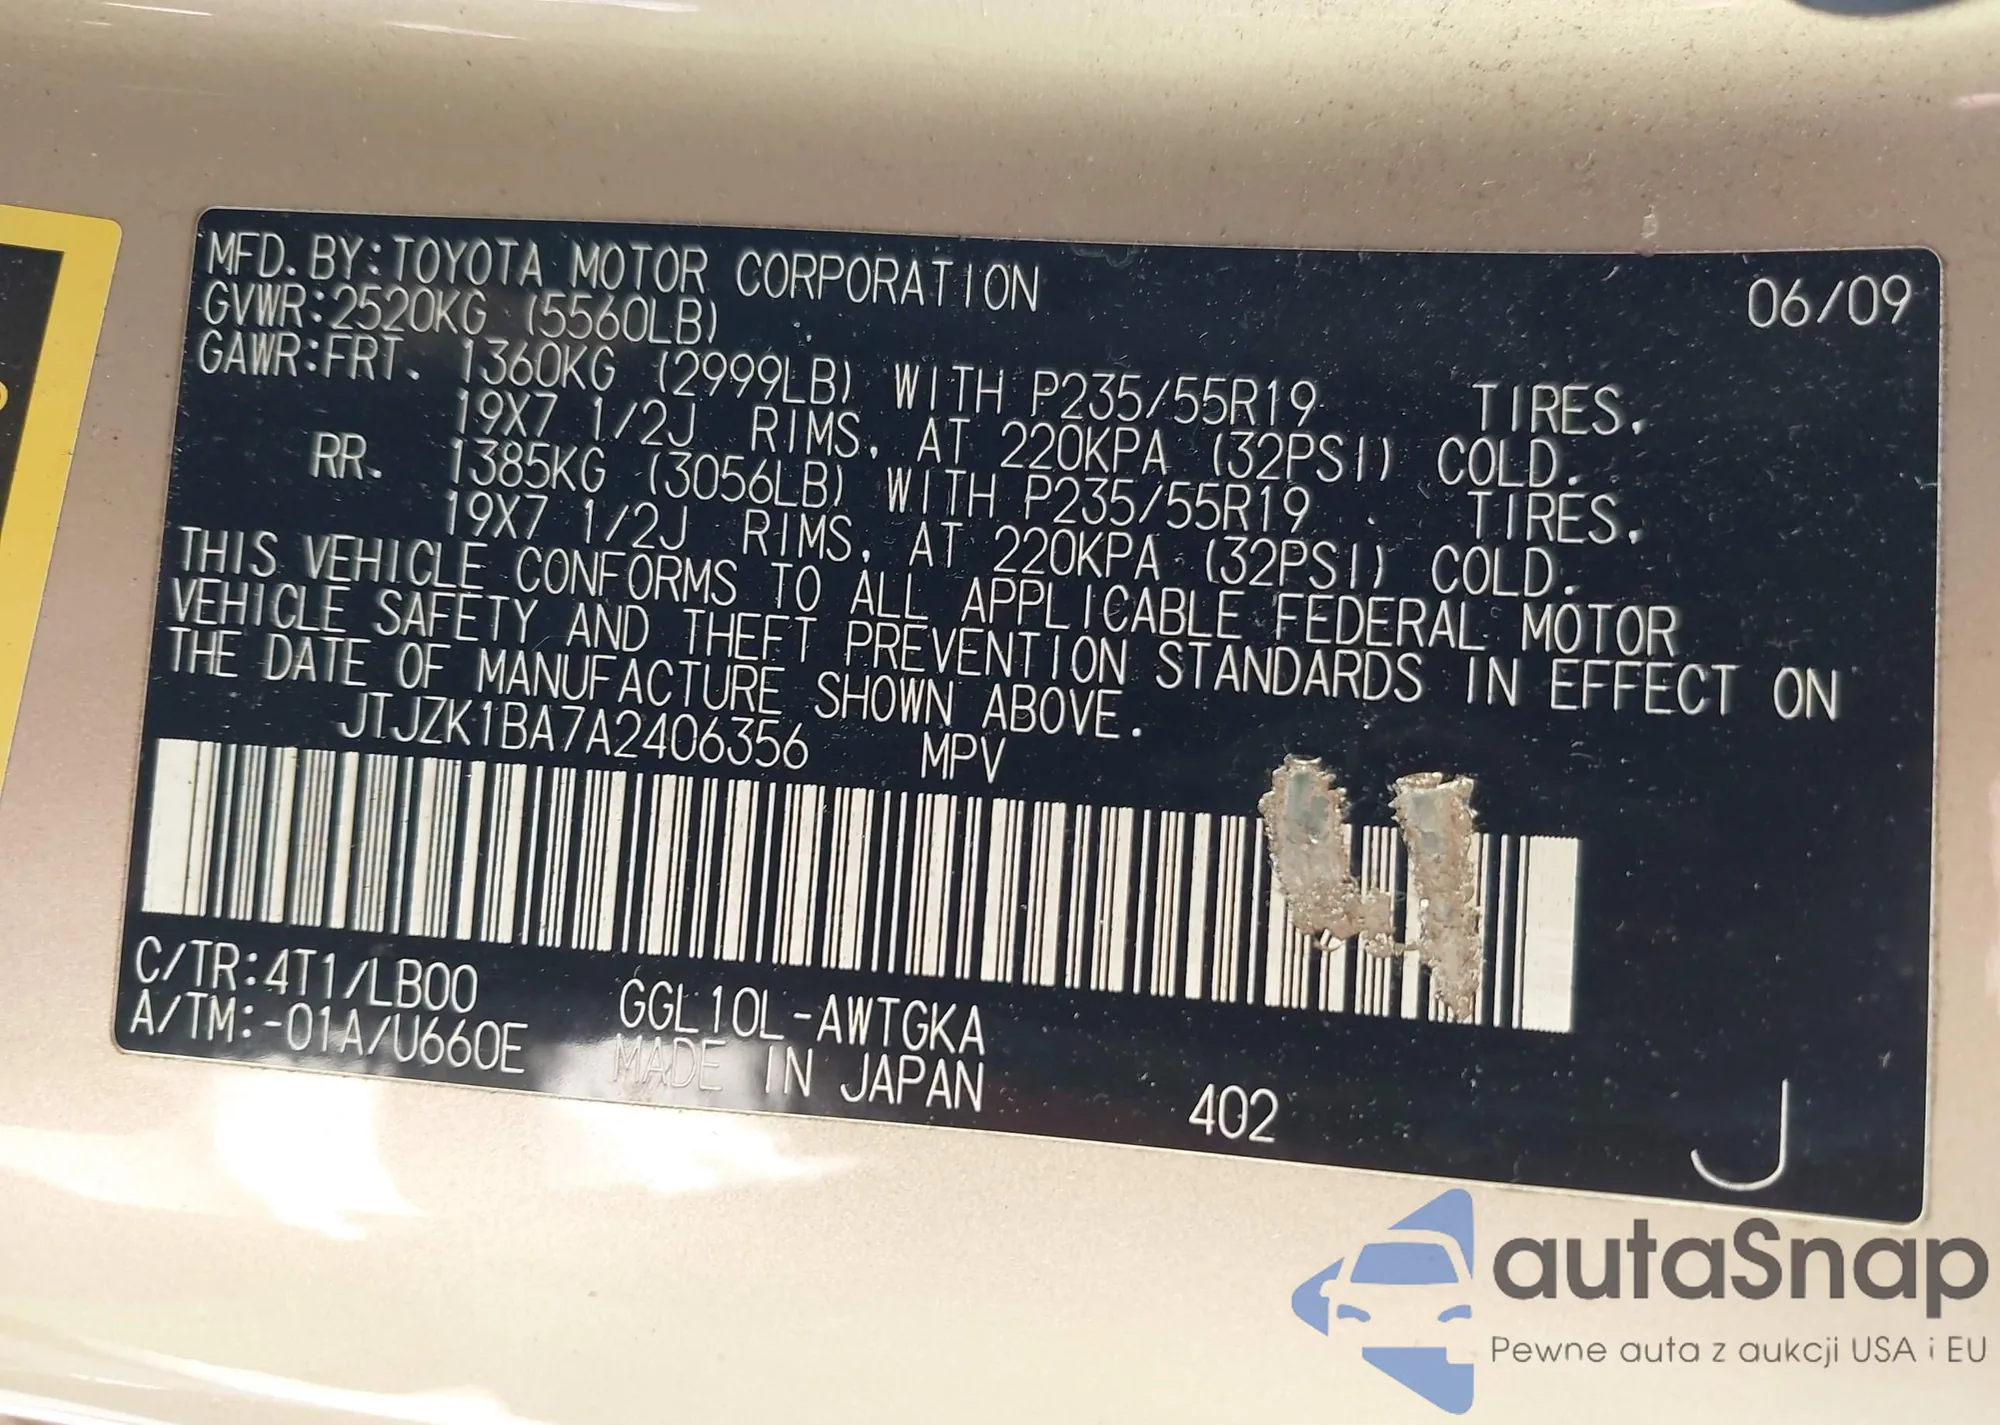 MFD. BY: TOYOTA MOTOR CORPORATION 06/09
GVWR: 2520KG (5560LB)
GAWR: FRT. 1360KG (2999LB) WITH P235/55R19 TIRES,
19X7 1/2J RIMS, AT 220KPA (32PSI) COLD.
RR. 1385KG (3056LB) WITH P235/55R19 TIRES,
19X7 1/2J RIMS, AT 220KPA (32PSI) COLD.
THIS VEHICLE CONFORMS TO ALL APPLICABLE FEDERAL MOTOR
VEHICLE SAFETY AND THEFT PREVENTION STANDARDS IN EFFECT ON
THE DATE OF MANUFACTURE SHOWN ABOVE.
JTJZK1BA7A2406356 MPV
C/TR: 4T1/LB00
A/TM: -01A/U660E
GGL10L-AWTGKA
MADE IN JAPAN
402
J
autaSnap
Pewne auta z aukcji USA i EU